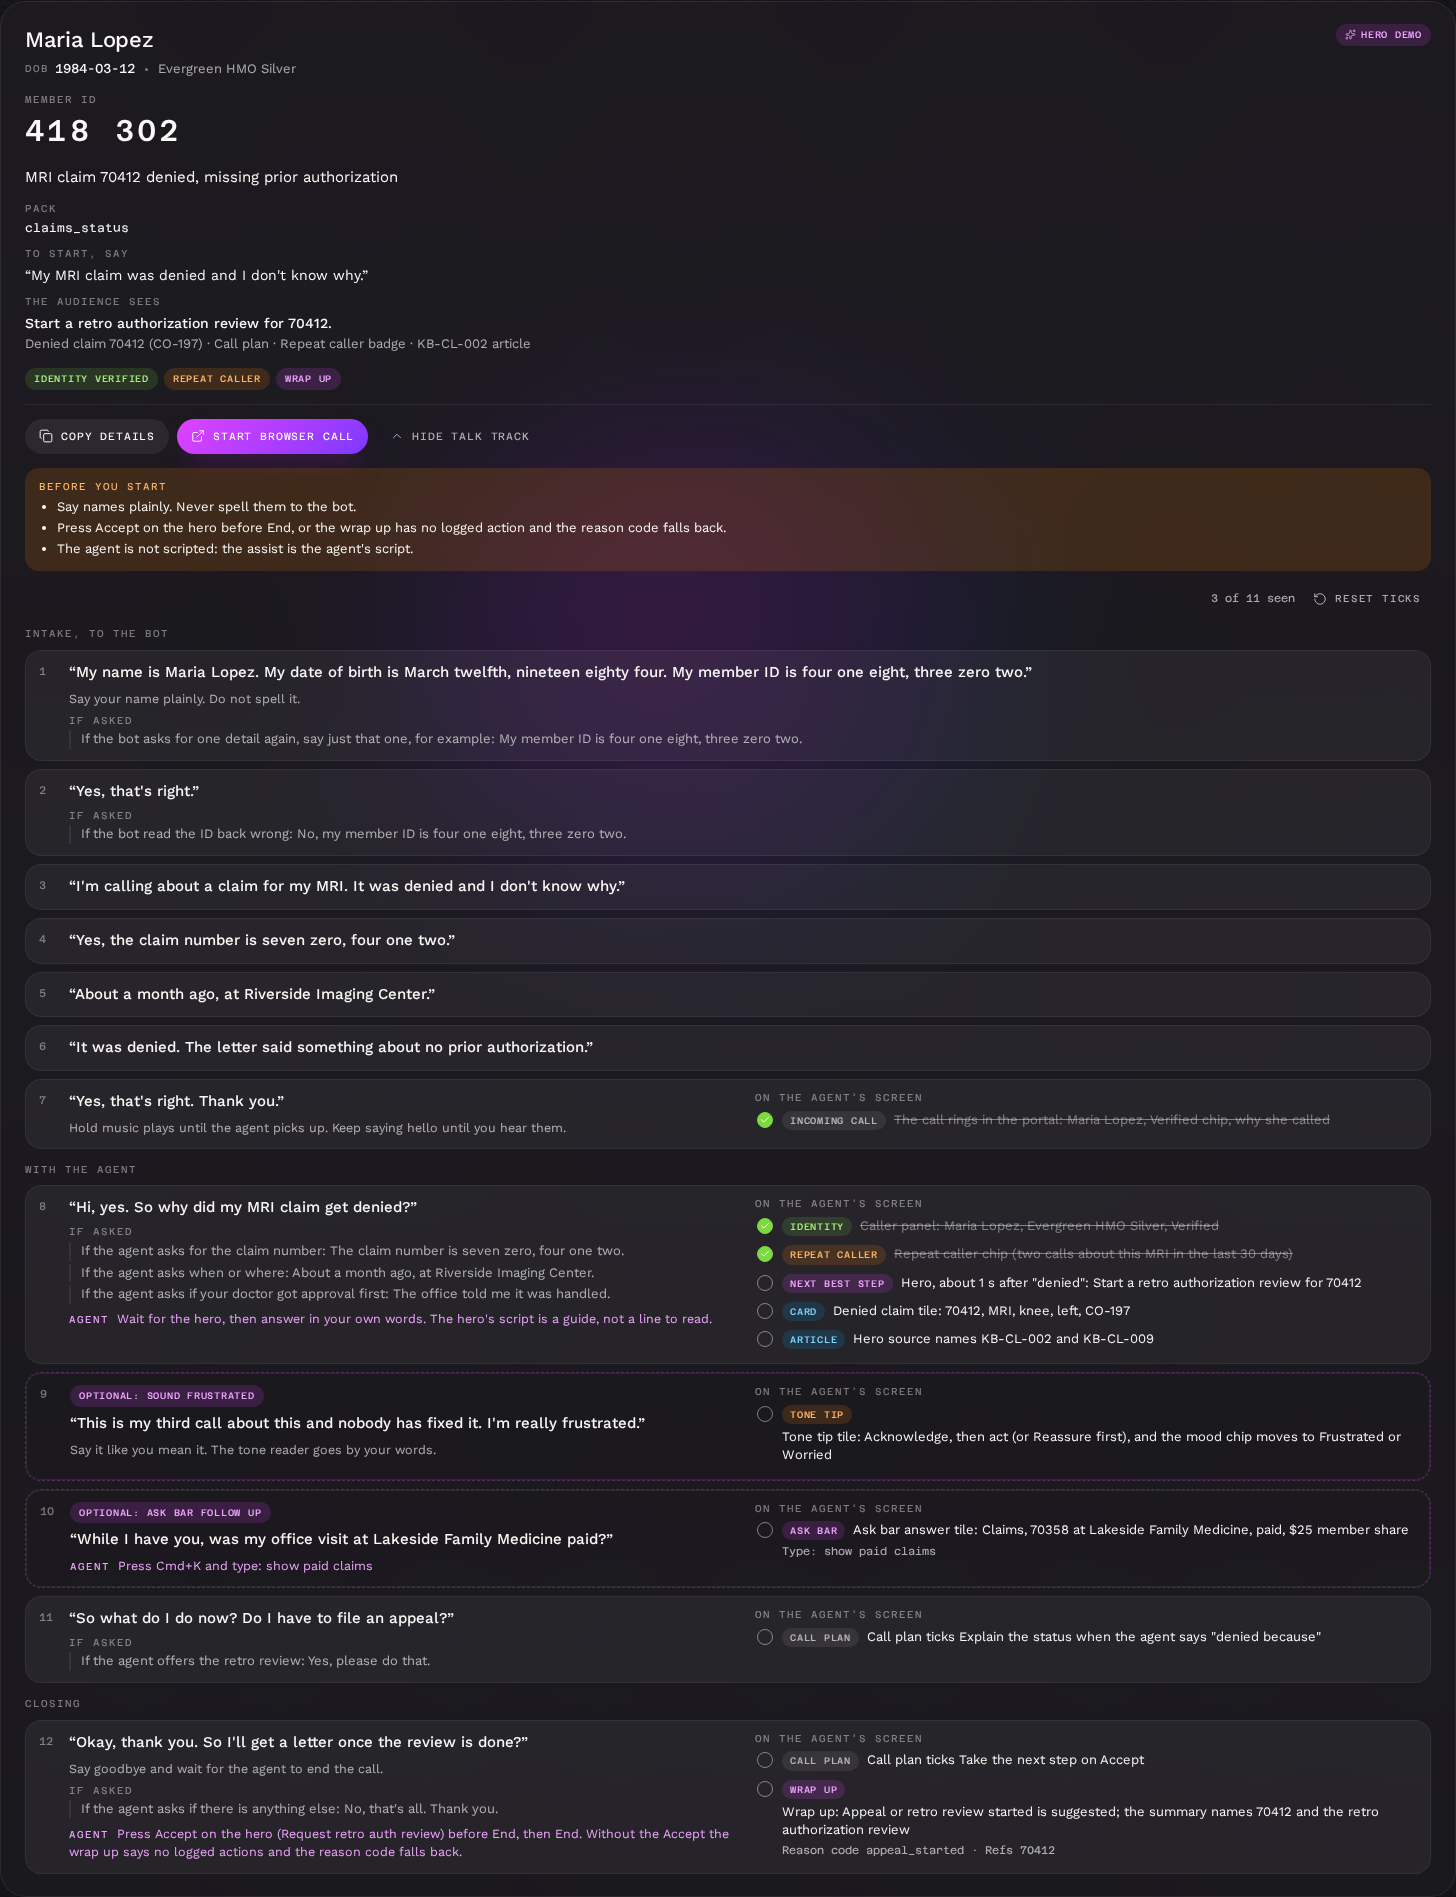 Maria Lopez
HERO DEMO
DOB 1984-03-12 • Evergreen HMO Silver
MEMBER ID
418 302
MRI claim 70412 denied, missing prior authorization
PACK
claims_status
TO START, SAY
“My MRI claim was denied and I don't know why.”
THE AUDIENCE SEES
Start a retro authorization review for 70412.
Denied claim 70412 (CO-197) · Call plan · Repeat caller badge · KB-CL-002 article
IDENTITY VERIFIED REPEAT CALLER WRAP UP
COPY DETAILS START BROWSER CALL HIDE TALK TRACK
BEFORE YOU START
• Say names plainly. Never spell them to the bot.
• Press Accept on the hero before End, or the wrap up has no logged action and the reason code falls back.
• The agent is not scripted: the assist is the agent's script.
3 of 11 seen RESET TICKS
INTAKE, TO THE BOT
1 “My name is Maria Lopez. My date of birth is March twelfth, nineteen eighty four. My member ID is four one eight, three zero two.”
Say your name plainly. Do not spell it.
IF ASKED
If the bot asks for one detail again, say just that one, for example: My member ID is four one eight, three zero two.
2 “Yes, that's right.”
IF ASKED
If the bot read the ID back wrong: No, my member ID is four one eight, three zero two.
3 “I'm calling about a claim for my MRI. It was denied and I don't know why.”
4 “Yes, the claim number is seven zero, four one two.”
5 “About a month ago, at Riverside Imaging Center.”
6 “It was denied. The letter said something about no prior authorization.”
7 “Yes, that's right. Thank you.”
Hold music plays until the agent picks up. Keep saying hello until you hear them.
ON THE AGENT'S SCREEN
INCOMING CALL The call rings in the portal: Maria Lopez, Verified chip, why she called
WITH THE AGENT
8 “Hi, yes. So why did my MRI claim get denied?”
IF ASKED
If the agent asks for the claim number: The claim number is seven zero, four one two.
If the agent asks when or where: About a month ago, at Riverside Imaging Center.
If the agent asks if your doctor got approval first: The office told me it was handled.
AGENT Wait for the hero, then answer in your own words. The hero's script is a guide, not a line to read.
ON THE AGENT'S SCREEN
IDENTITY Caller panel: Maria Lopez, Evergreen HMO Silver, Verified
REPEAT CALLER Repeat caller chip (two calls about this MRI in the last 30 days)
NEXT BEST STEP Hero, about 1 s after "denied": Start a retro authorization review for 70412
CARD Denied claim tile: 70412, MRI, knee, left, CO-197
ARTICLE Hero source names KB-CL-002 and KB-CL-009
9 OPTIONAL: SOUND FRUSTRATED
“This is my third call about this and nobody has fixed it. I'm really frustrated.”
Say it like you mean it. The tone reader goes by your words.
ON THE AGENT'S SCREEN
TONE TIP
Tone tip tile: Acknowledge, then act (or Reassure first), and the mood chip moves to Frustrated or
Worried
10 OPTIONAL: ASK BAR FOLLOW UP
“While I have you, was my office visit at Lakeside Family Medicine paid?”
AGENT Press Cmd+K and type: show paid claims
ON THE AGENT'S SCREEN
ASK BAR Ask bar answer tile: Claims, 70358 at Lakeside Family Medicine, paid, $25 member share
Type: show paid claims
11 “So what do I do now? Do I have to file an appeal?”
IF ASKED
If the agent offers the retro review: Yes, please do that.
ON THE AGENT'S SCREEN
CALL PLAN Call plan ticks Explain the status when the agent says "denied because"
CLOSING
12 “Okay, thank you. So I'll get a letter once the review is done?”
Say goodbye and wait for the agent to end the call.
IF ASKED
If the agent asks if there is anything else: No, that's all. Thank you.
AGENT Press Accept on the hero (Request retro auth review) before End, then End. Without the Accept the
wrap up says no logged actions and the reason code falls back.
ON THE AGENT'S SCREEN
CALL PLAN Call plan ticks Take the next step on Accept
WRAP UP
Wrap up: Appeal or retro review started is suggested; the summary names 70412 and the retro
authorization review
Reason code appeal_started · Refs 70412